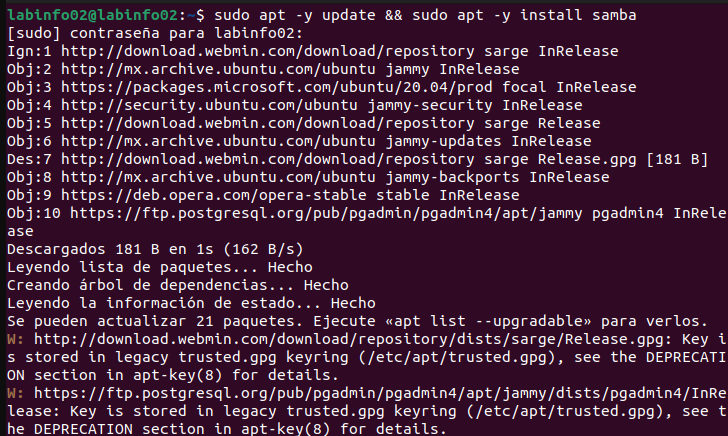 labinfo02@labinfo02:~$ sudo apt -y update && sudo apt -y install samba
[sudo] contraseña para labinfo02:
Ign:1 http://download.webmin.com/download/repository sarge InRelease
Obj:2 http://mx.archive.ubuntu.com/ubuntu jammy InRelease
Obj:3 https://packages.microsoft.com/ubuntu/20.04/prod focal InRelease
Obj:4 http://security.ubuntu.com/ubuntu jammy-security InRelease
Obj:5 http://download.webmin.com/download/repository sarge Release
Obj:6 http://mx.archive.ubuntu.com/ubuntu jammy-updates InRelease
Des:7 http://download.webmin.com/download/repository sarge Release.gpg [181 B]
Obj:8 http://mx.archive.ubuntu.com/ubuntu jammy-backports InRelease
Obj:9 https://deb.opera.com/opera-stable stable InRelease
Obj:10 https://ftp.postgresql.org/pub/pgadmin/pgadmin4/apt/jammy pgadmin4 InRele
ase
Descargados 181 B en 1s (162 B/s)
Leyendo lista de paquetes... Hecho
Creando árbol de dependencias... Hecho
Leyendo la información de estado... Hecho
Se pueden actualizar 21 paquetes. Ejecute «apt list --upgradable» para verlos.
W: http://download.webmin.com/download/repository/dists/sarge/Release.gpg: Key i
s stored in legacy trusted.gpg keyring (/etc/apt/trusted.gpg), see the DEPRECATI
ON section in apt-key(8) for details.
W: https://ftp.postgresql.org/pub/pgadmin/pgadmin4/apt/jammy/dists/pgadmin4/InRe
lease: Key is stored in legacy trusted.gpg keyring (/etc/apt/trusted.gpg), see t
he DEPRECATION section in apt-key(8) for details.